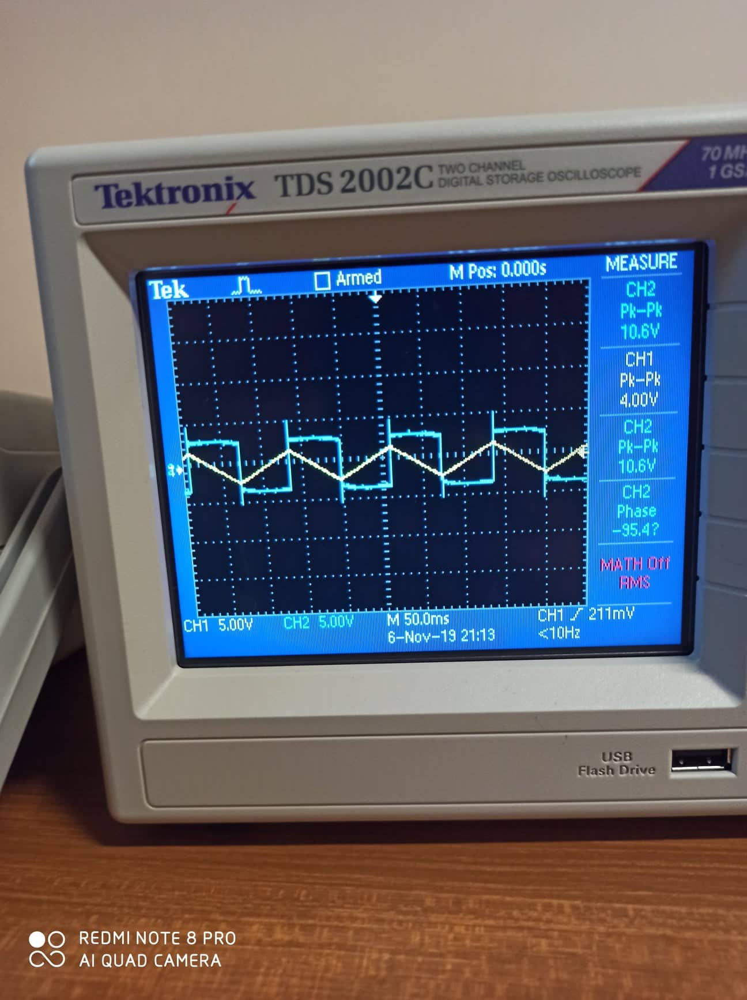 Tektronix TDS 2002C TWO CHANNEL
DIGITAL STORAGE OSCILLOSCOPE
70 MH
1 GS
Tek Armed M Pos: 0.000s MEASURE
CH2
Pk-Pk
10.6V
CH1
Pk-Pk
4.00V
CH2
Pk-Pk
10.6V
CH2
Phase
-95.4?
MATH Off
RMS
CH1 5.00V CH2 5.00V M 50.0ms CH1 211mV
6-Nov-19 21:13 <10Hz
USB
Flash Drive
REDMI NOTE 8 PRO
AI QUAD CAMERA